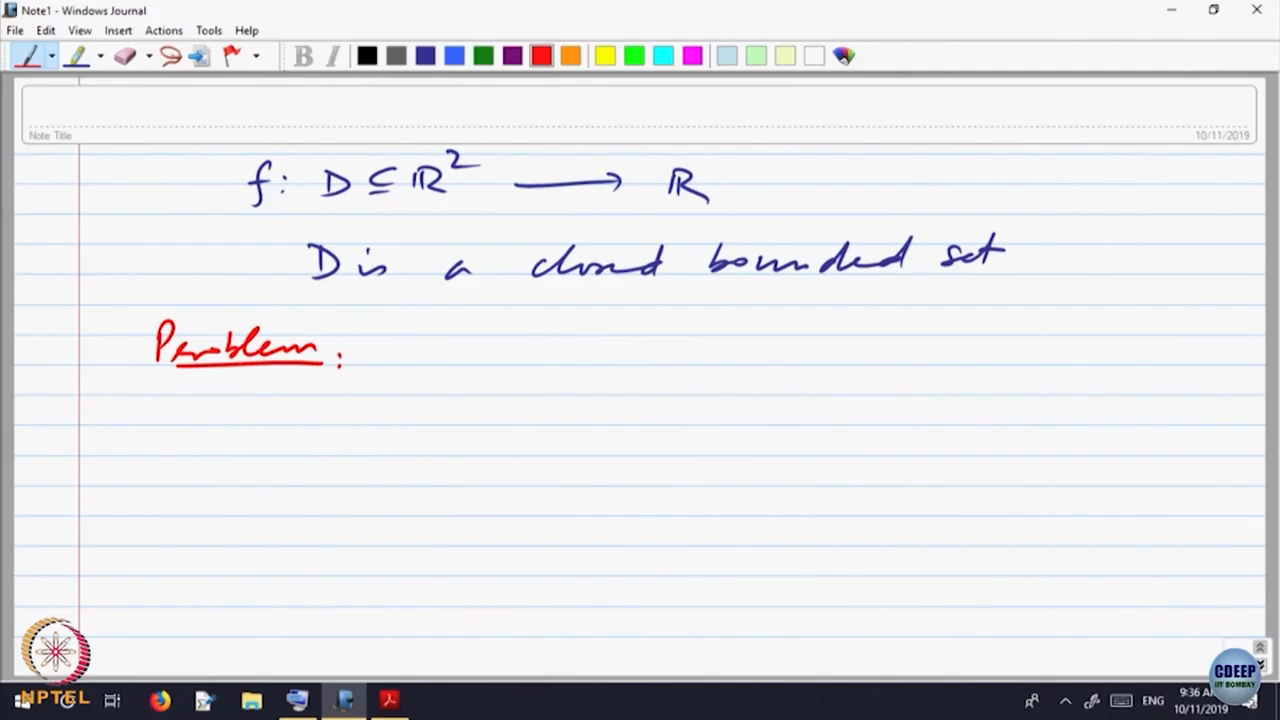 Note1 - Windows Journal
File Edit View Insert Actions Tools Help
B I
Note Title
10/11/2019
f: D ⊆ ℝ² ⟶ ℝ
D is a closed bounded set
Problem:
NPTEL
CDEEP
IIT BOMBAY
ENG
9:36 AM
10/11/2019